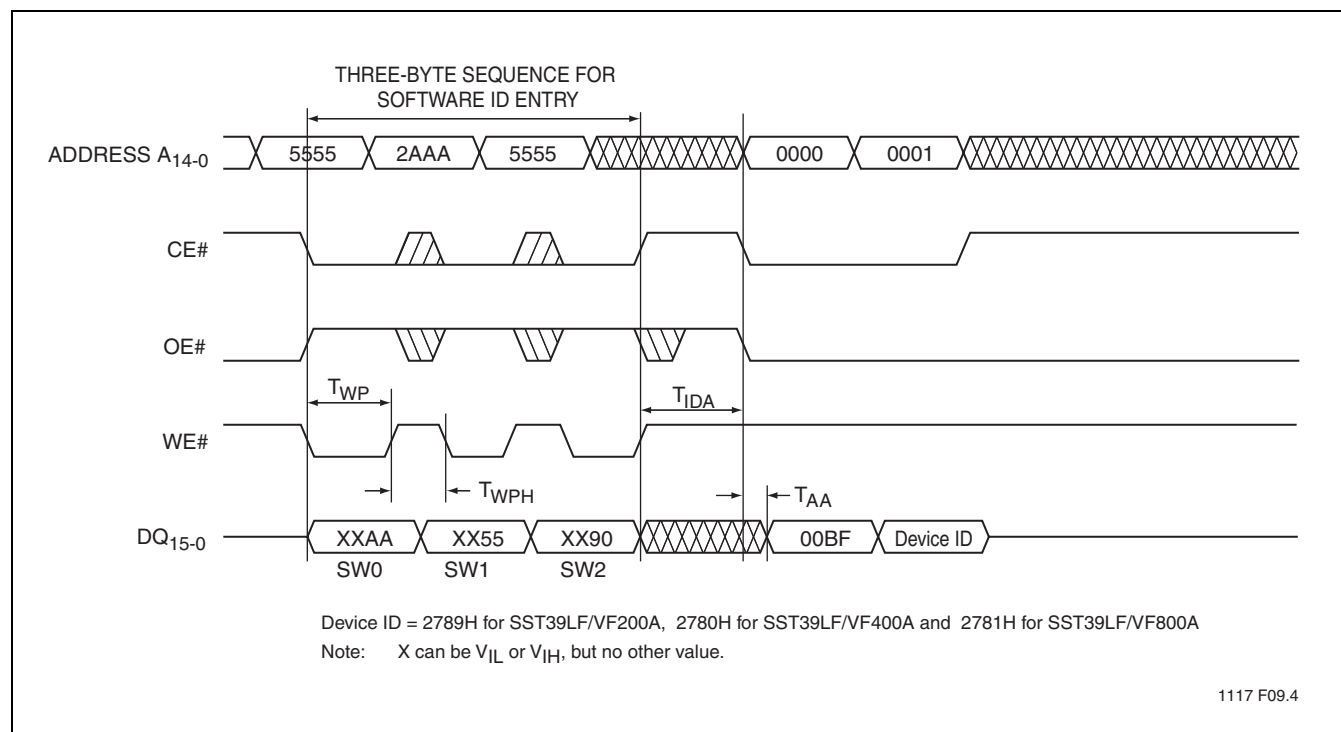 THREE-BYTE SEQUENCE FOR
SOFTWARE ID ENTRY
ADDRESS A14-0 5555 2AAA 5555 0000 0001
CE#
OE#
TWP TIDA
WE#
TWPH TAA
DQ15-0 XXAA XX55 XX90 00BF Device ID
SW0 SW1 SW2
Device ID = 2789H for SST39LF/VF200A, 2780H for SST39LF/VF400A and 2781H for SST39LF/VF800A
Note: X can be VIL or VIH, but no other value.
1117 F09.4